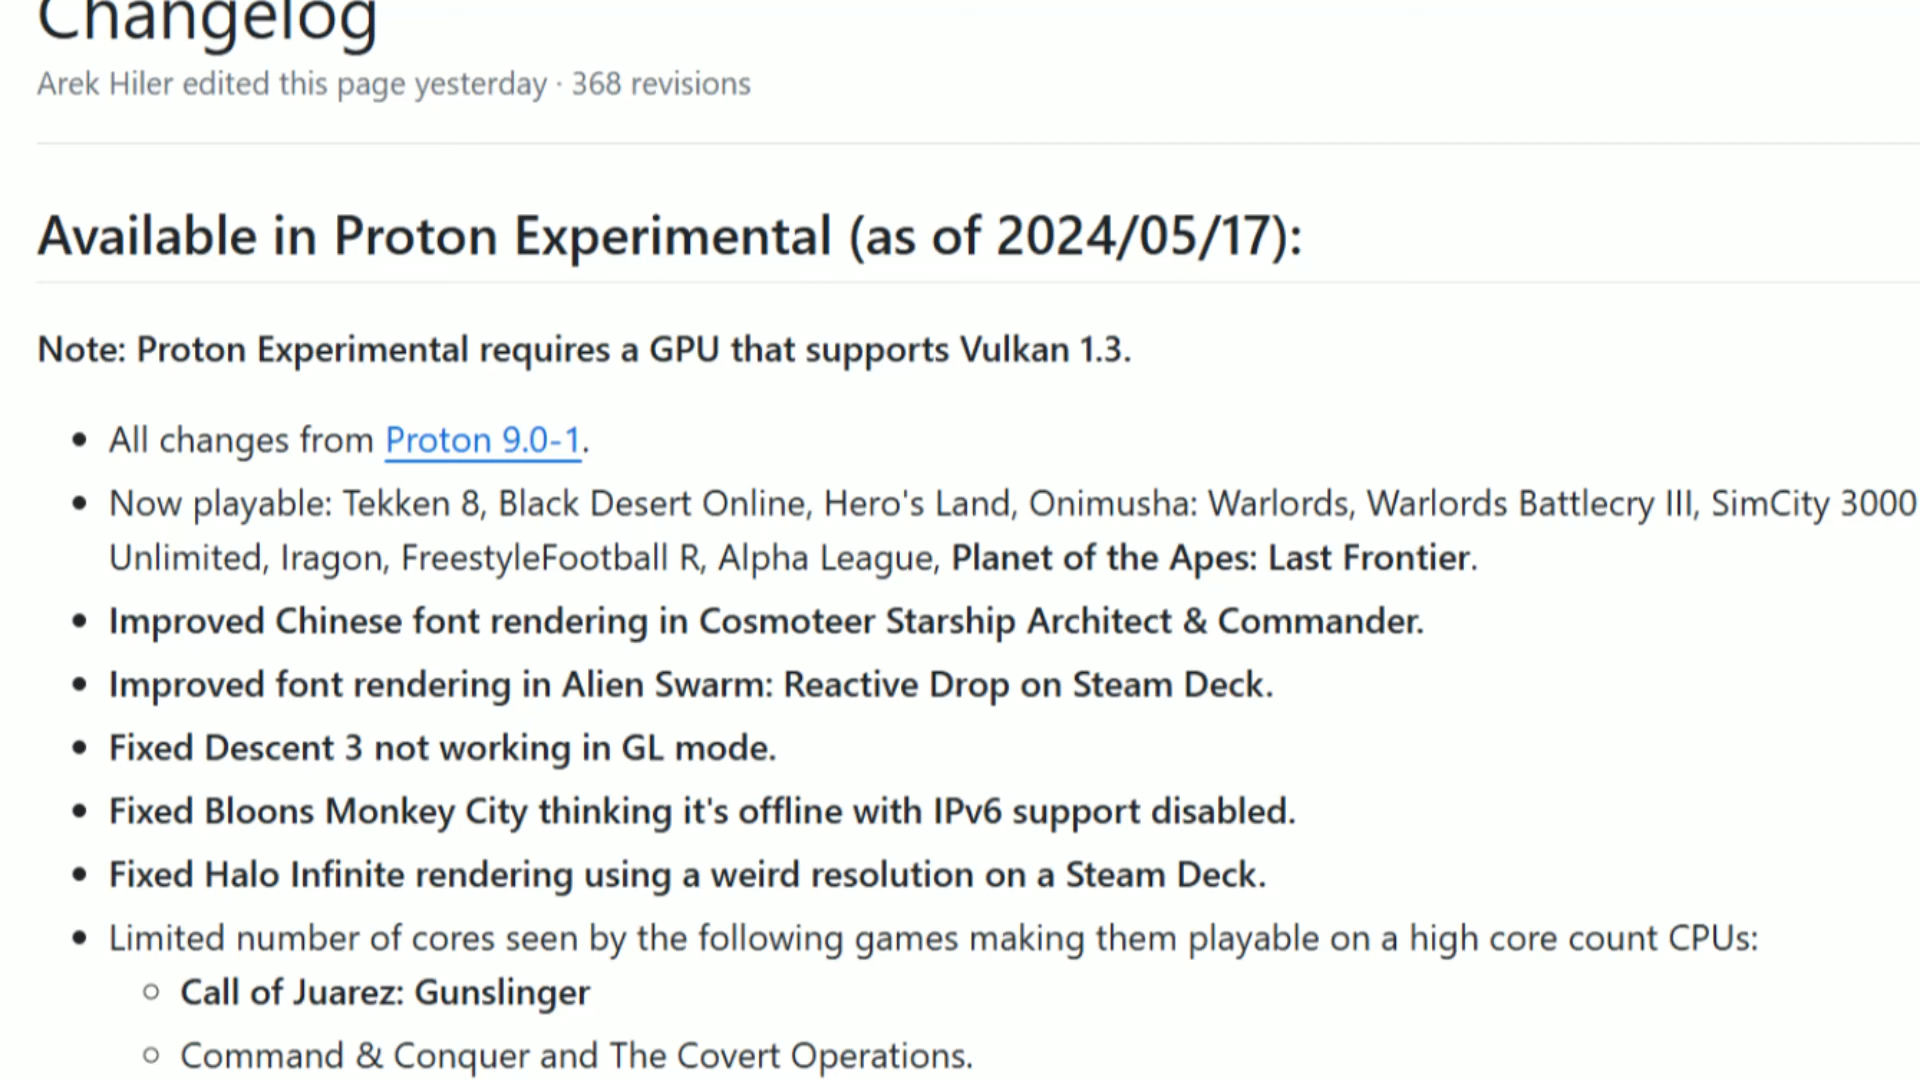 Changelog
Arek Hiler edited this page yesterday · 368 revisions
Available in Proton Experimental (as of 2024/05/17):
Note: Proton Experimental requires a GPU that supports Vulkan 1.3.
All changes from Proton 9.0-1.
Now playable: Tekken 8, Black Desert Online, Hero's Land, Onimusha: Warlords, Warlords Battlecry III, SimCity 3000
Unlimited, Iragon, FreestyleFootball R, Alpha League, Planet of the Apes: Last Frontier.
Improved Chinese font rendering in Cosmoteer Starship Architect & Commander.
Improved font rendering in Alien Swarm: Reactive Drop on Steam Deck.
Fixed Descent 3 not working in GL mode.
Fixed Bloons Monkey City thinking it's offline with IPv6 support disabled.
Fixed Halo Infinite rendering using a weird resolution on a Steam Deck.
Limited number of cores seen by the following games making them playable on a high core count CPUs:
Call of Juarez: Gunslinger
Command & Conquer and The Covert Operations.